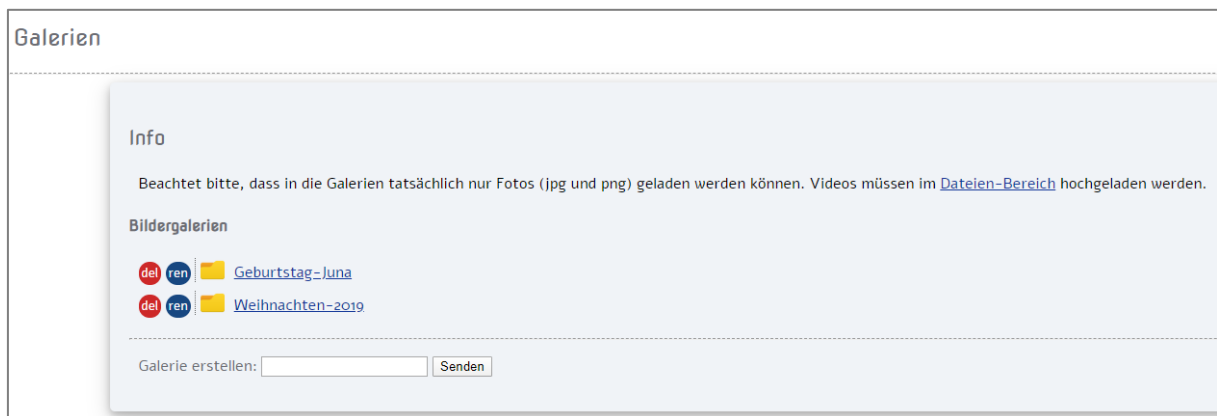 Galerien
Info
Beachtet bitte, dass in die Galerien tatsächlich nur Fotos (jpg und png) geladen werden können. Videos müssen im Dateien-Bereich hochgeladen werden.
Bildergalerien
del ren Geburtstag-Juna
del ren Weihnachten-2019
Galerie erstellen: Senden